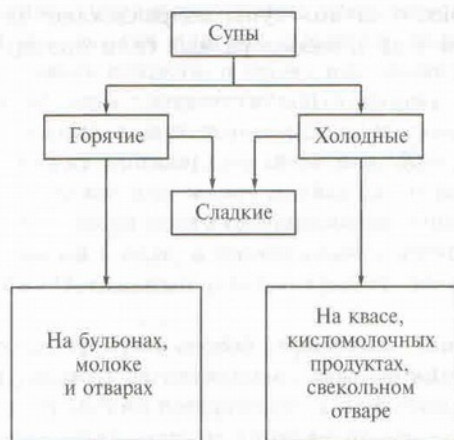 Супы
Горячие
Холодные
Сладкие
На бульонах,
молоке
и отварах
На квасе,
кисломолочных
продуктах,
свекольном
отваре